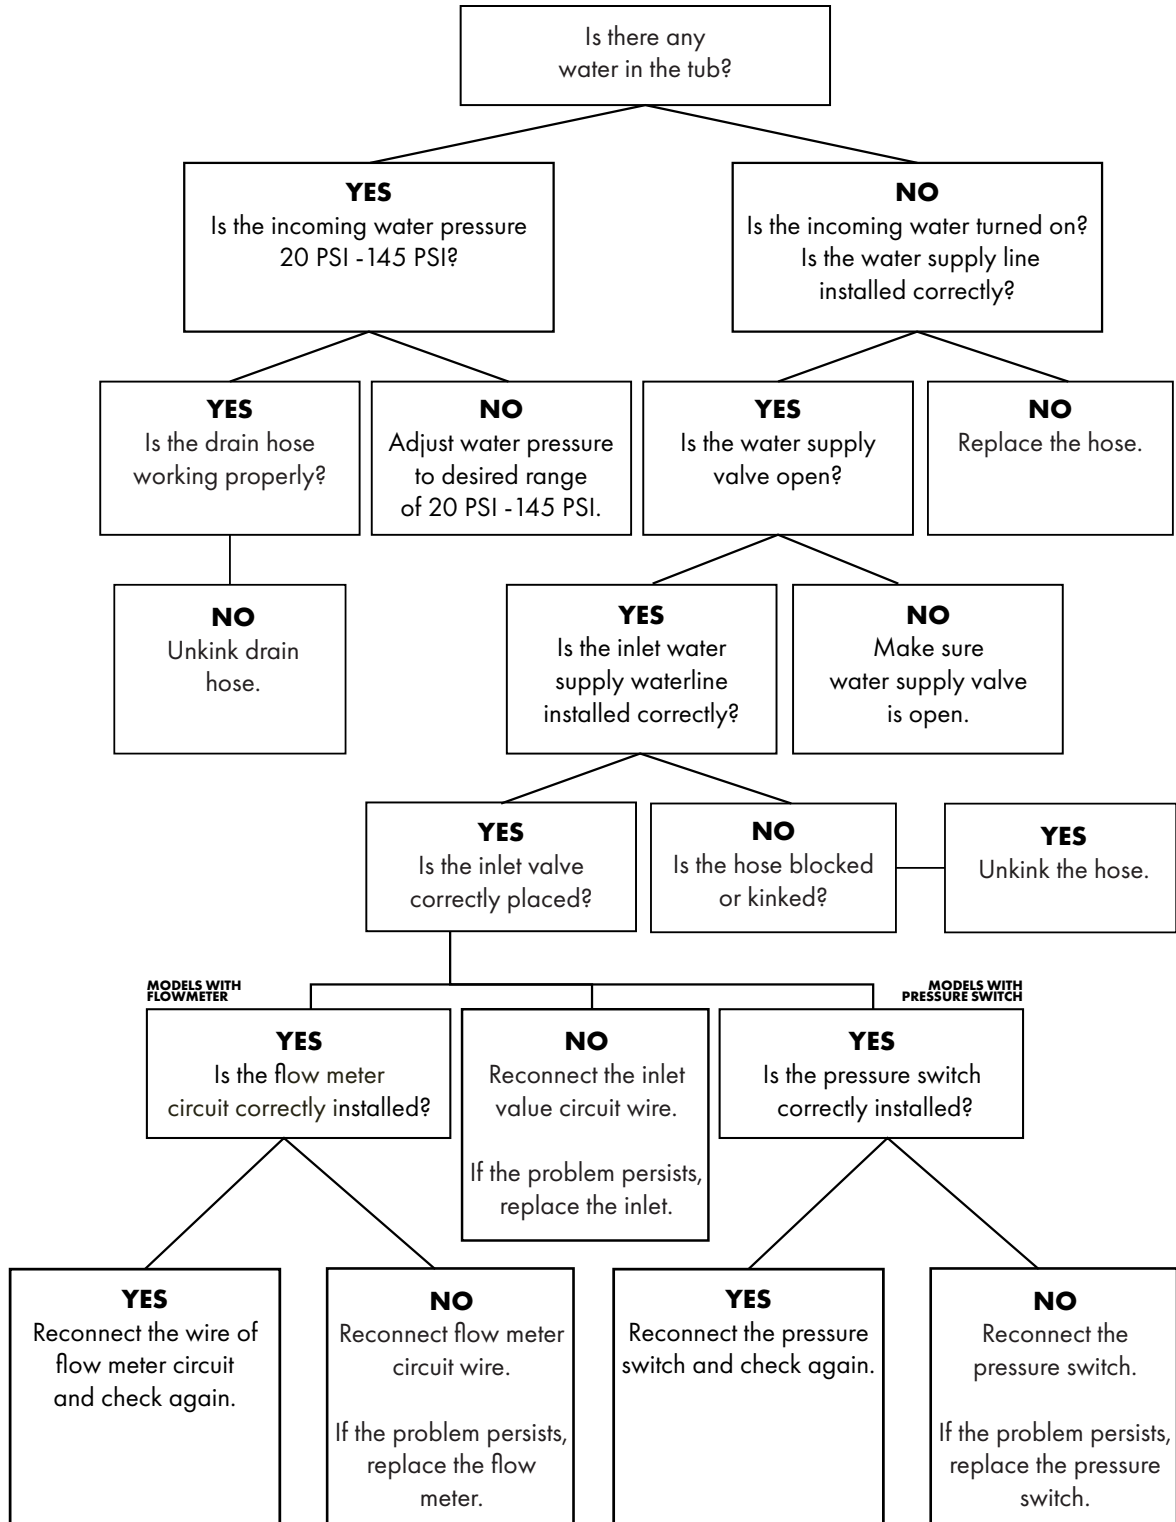 Is there any
water in the tub?
YES
Is the incoming water pressure
20 PSI -145 PSI?
NO
Is the incoming water turned on?
Is the water supply line
installed correctly?
YES
Is the drain hose
working properly?
NO
Adjust water pressure
to desired range
of 20 PSI -145 PSI.
YES
Is the water supply
valve open?
NO
Replace the hose.
NO
Unkink drain
hose.
YES
Is the inlet water
supply waterline
installed correctly?
NO
Make sure
water supply valve
is open.
YES
Is the inlet valve
correctly placed?
NO
Is the hose blocked
or kinked?
YES
Unkink the hose.
MODELS WITH
FLOWMETER
MODELS WITH
PRESSURE SWITCH
YES
Is the flow meter
circuit correctly installed?
NO
Reconnect the inlet
value circuit wire.
If the problem persists,
replace the inlet.
YES
Is the pressure switch
correctly installed?
YES
Reconnect the wire of
flow meter circuit
and check again.
NO
Reconnect flow meter
circuit wire.
If the problem persists,
replace the flow
meter.
YES
Reconnect the pressure
switch and check again.
NO
Reconnect the
pressure switch.
If the problem persists,
replace the pressure
switch.